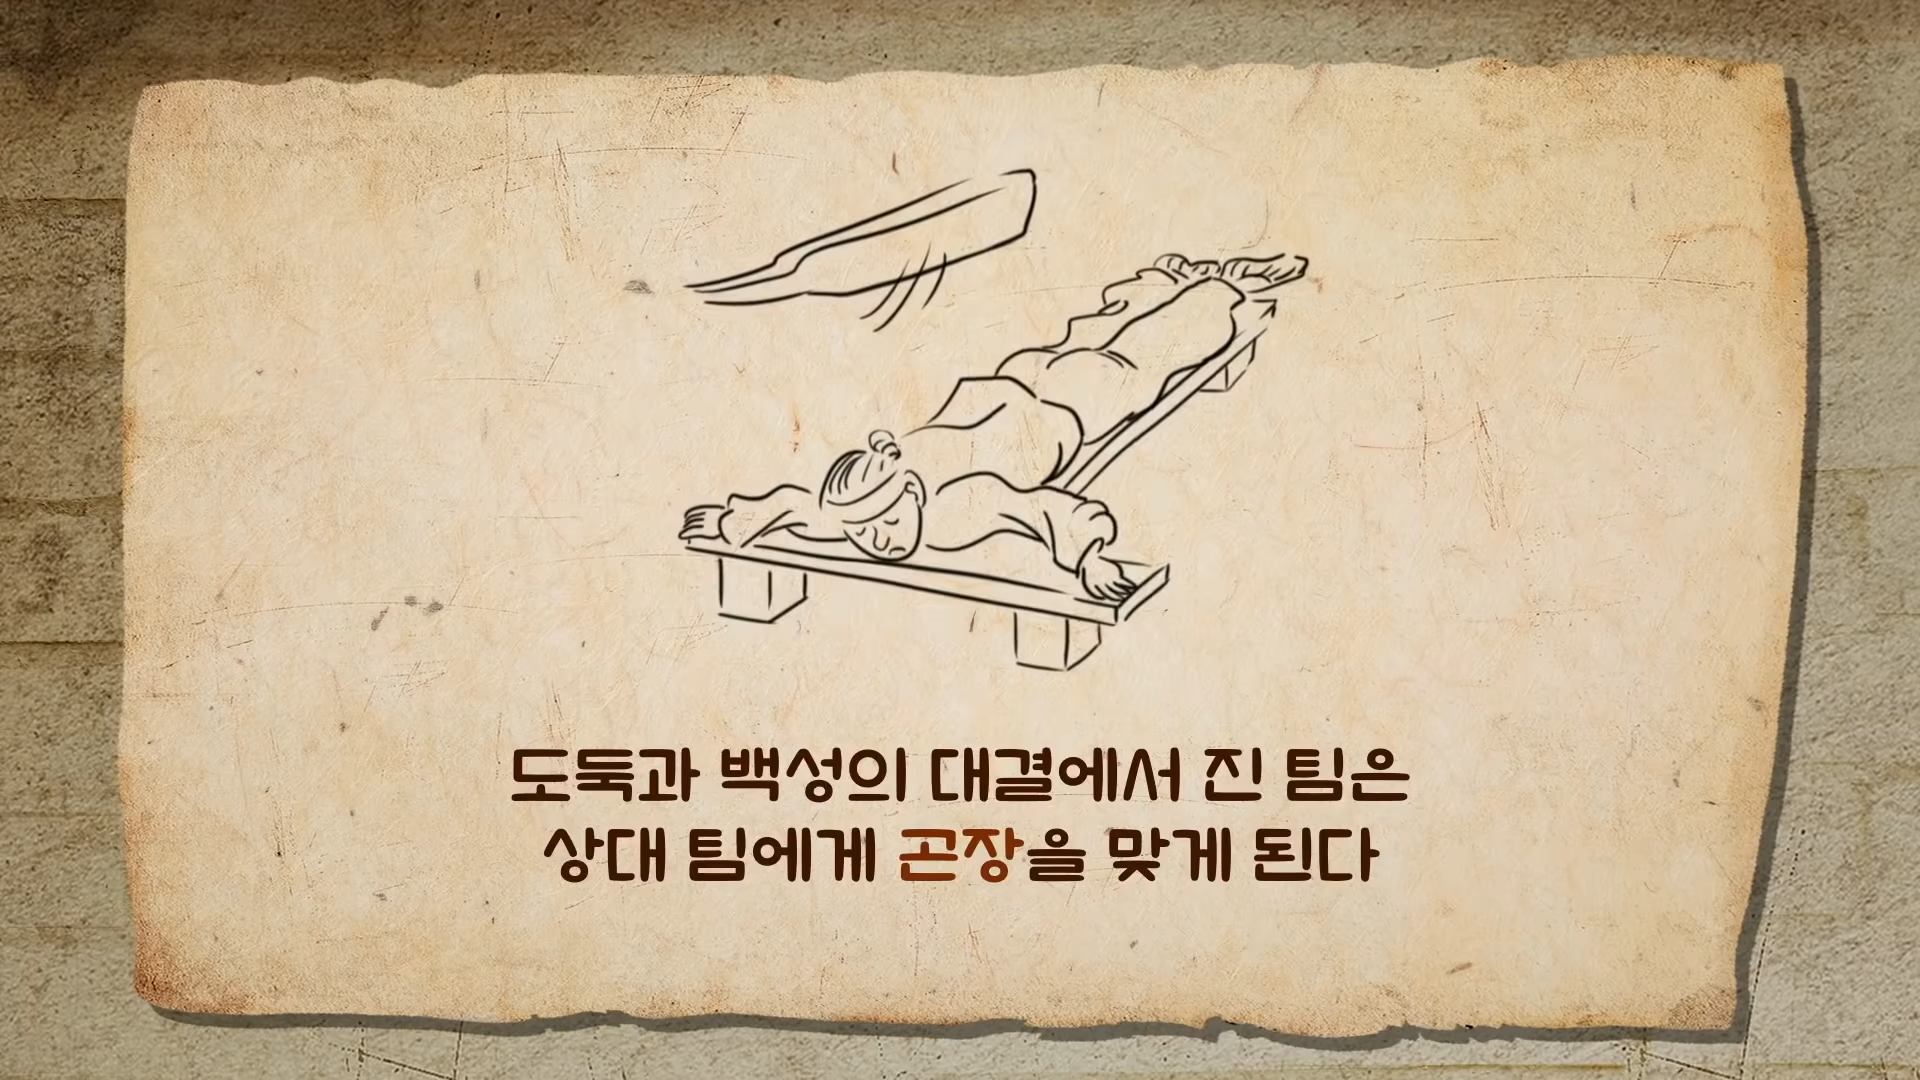 도둑과 백성의 대결에서 진 팀은
상대 팀에게 곤장을 맞게 된다